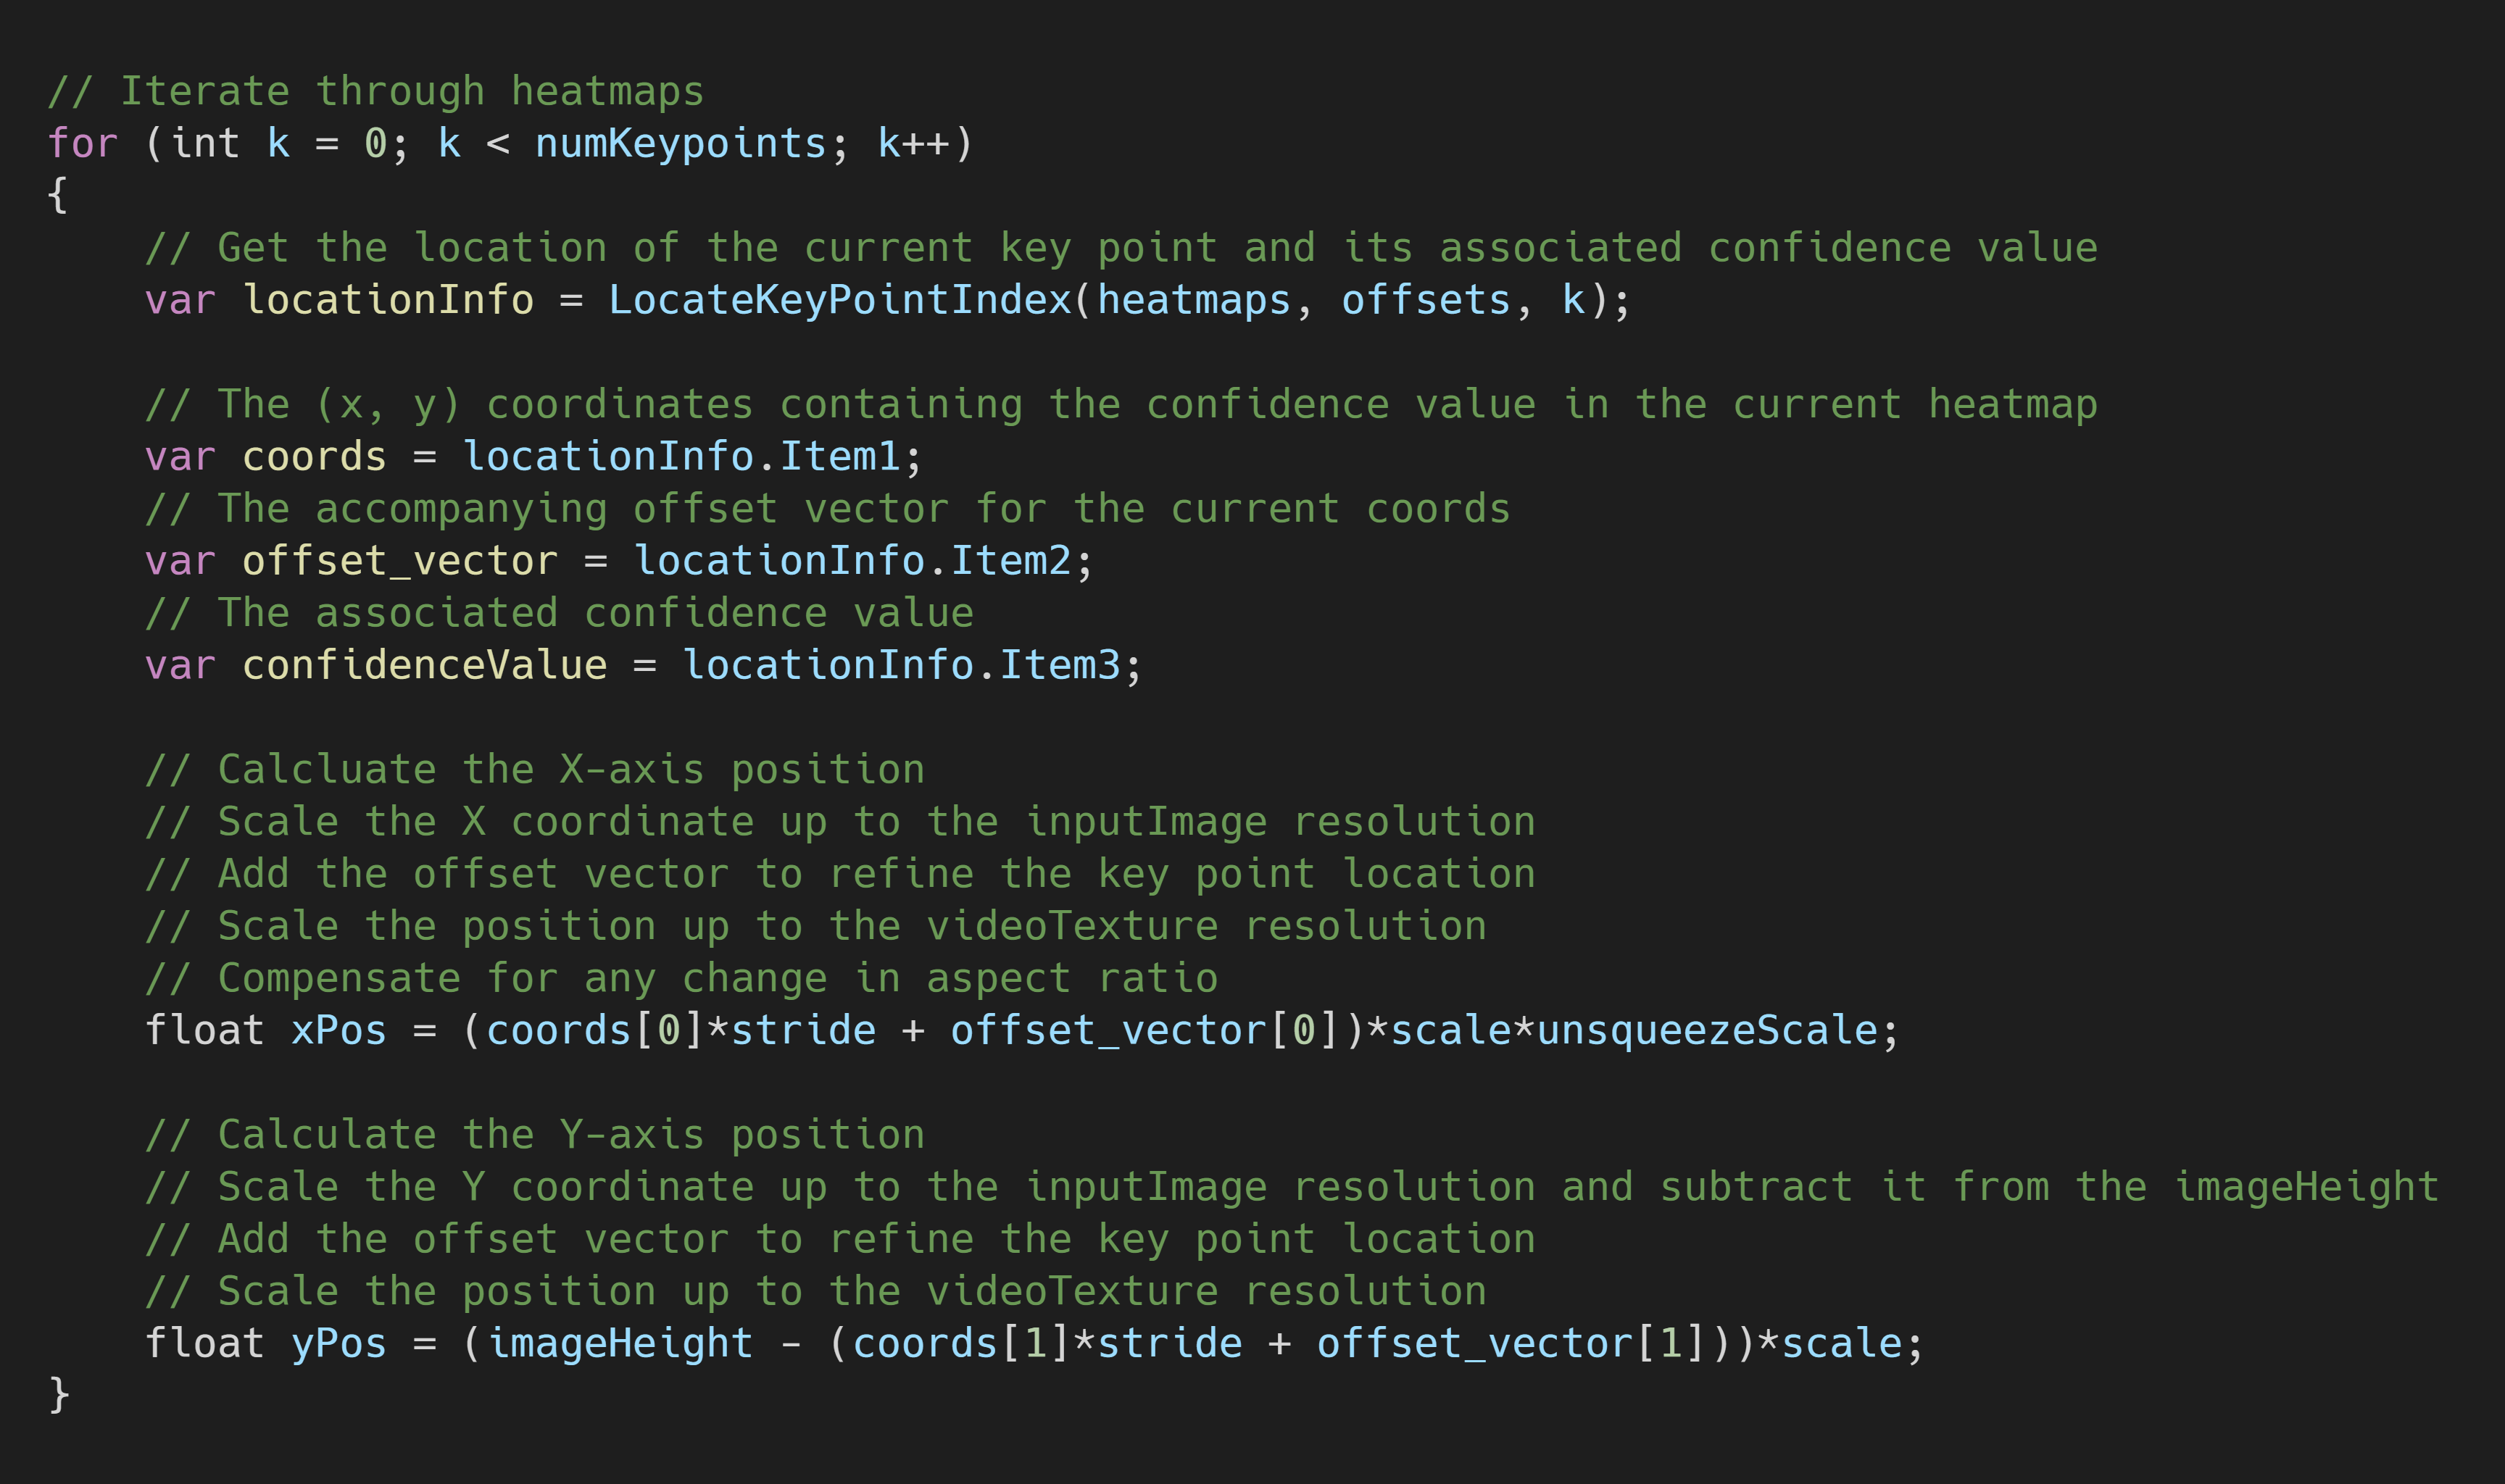 // Iterate through heatmaps
for (int k = 0; k < numKeypoints; k++)
{
    // Get the location of the current key point and its associated confidence value
    var locationInfo = LocateKeyPointIndex(heatmaps, offsets, k);

    // The (x, y) coordinates containing the confidence value in the current heatmap
    var coords = locationInfo.Item1;
    // The accompanying offset vector for the current coords
    var offset_vector = locationInfo.Item2;
    // The associated confidence value
    var confidenceValue = locationInfo.Item3;

    // Calcluate the X-axis position
    // Scale the X coordinate up to the inputImage resolution
    // Add the offset vector to refine the key point location
    // Scale the position up to the videoTexture resolution
    // Compensate for any change in aspect ratio
    float xPos = (coords[0]*stride + offset_vector[0])*scale*unsqueezeScale;

    // Calculate the Y-axis position
    // Scale the Y coordinate up to the inputImage resolution and subtract it from the imageHeight
    // Add the offset vector to refine the key point location
    // Scale the position up to the videoTexture resolution
    float yPos = (imageHeight - (coords[1]*stride + offset_vector[1]))*scale;
}